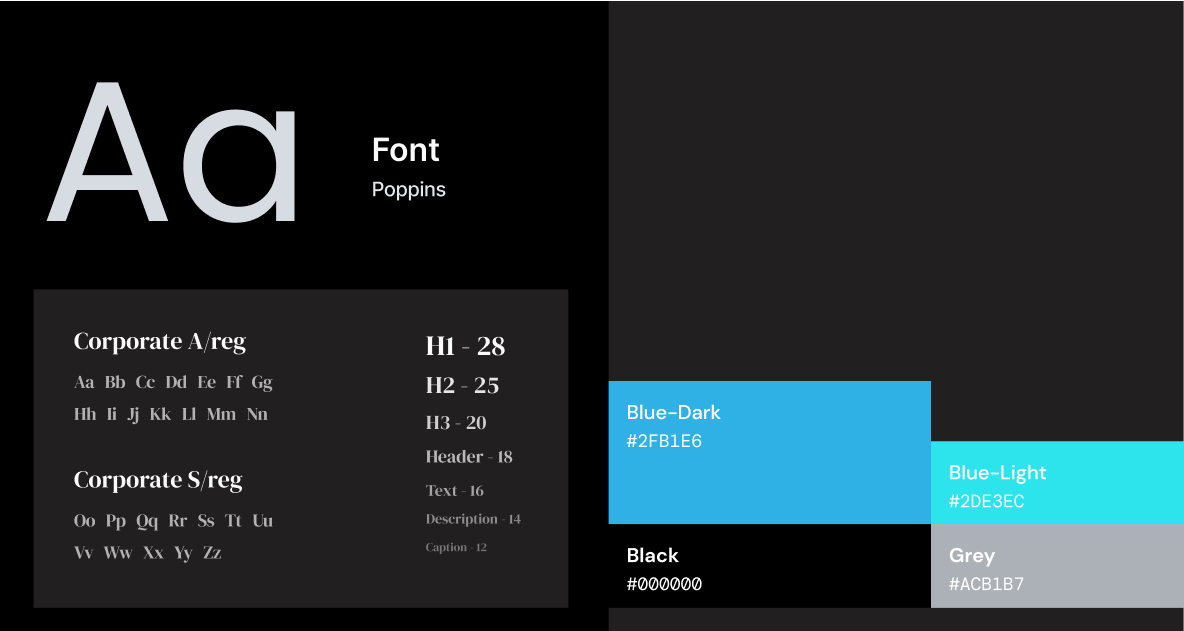 Aa
Font
Poppins
Corporate A/reg
Aa Bb Cc Dd Ee Ff Gg
Hh Ii Jj Kk Ll Mm Nn
Corporate S/reg
Oo Pp Qq Rr Ss Tt Uu
Vv Ww Xx Yy Zz
H1 - 28
H2 - 25
H3 - 20
Header - 18
Text - 16
Description - 14
Caption - 12
Blue-Dark
#2FB1E6
Blue-Light
#2DE3EC
Black
#000000
Grey
#ACB1B7